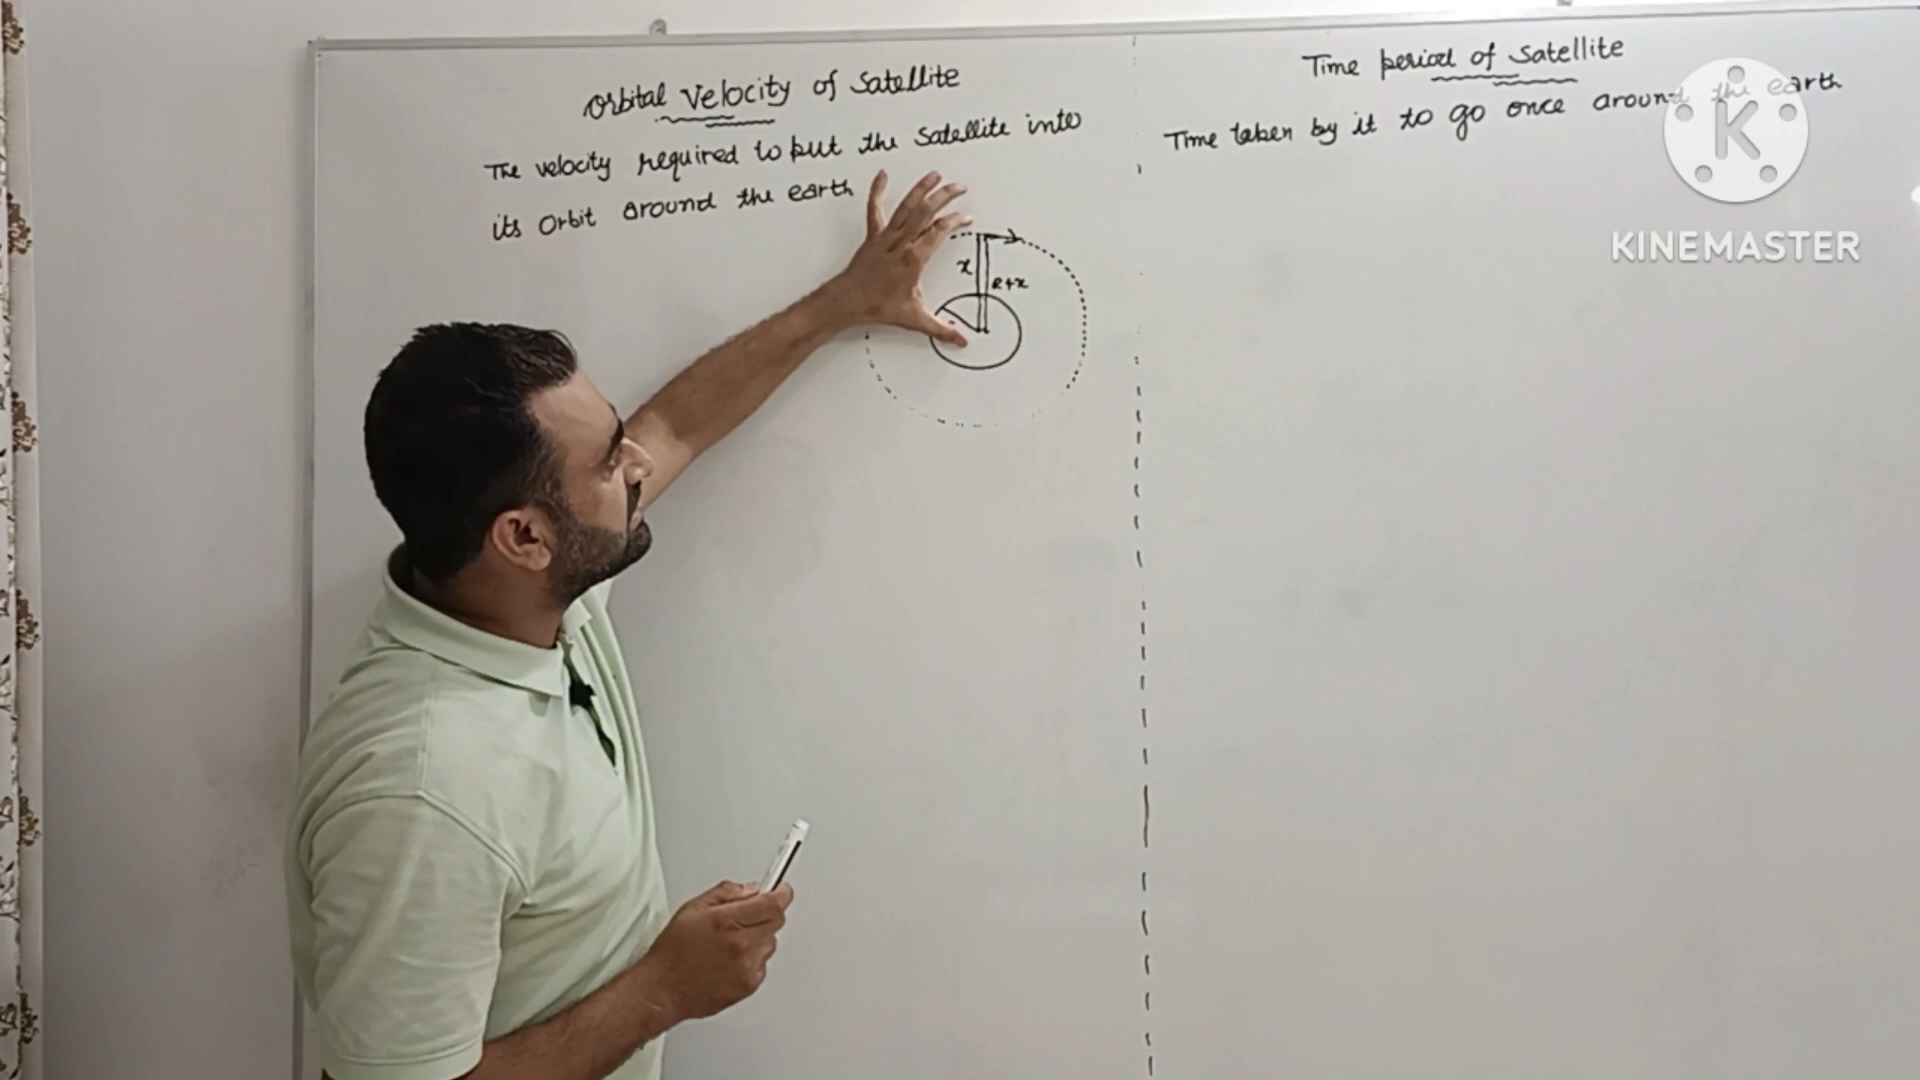 Orbital Velocity of Satellite
The velocity required to put the Satellite into
its Orbit around the earth
x
R+x
Time period of Satellite
Time taken by it to go once around the earth
K
KINEMASTER